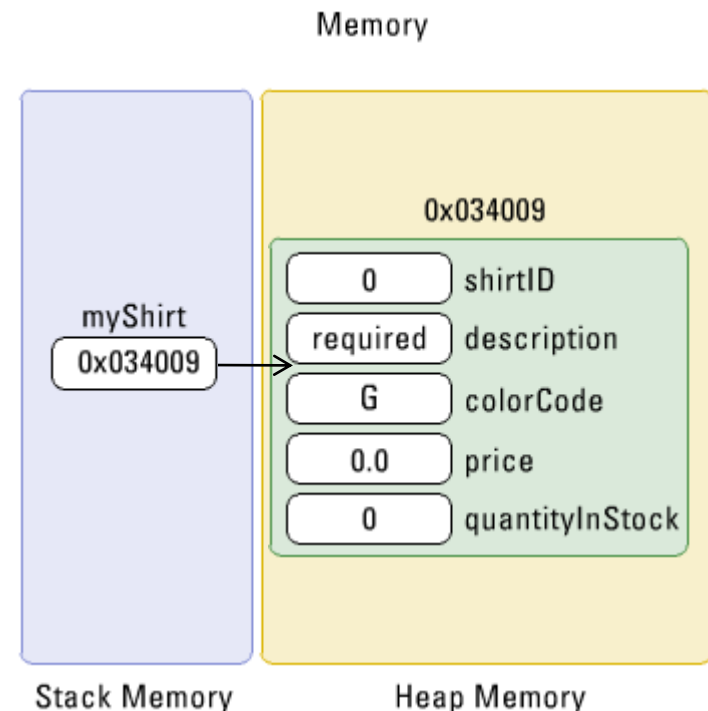 Memory
0x034009
0 shirtID
myShirt
required description
0x034009
G colorCode
0.0 price
0 quantityInStock
Stack Memory Heap Memory